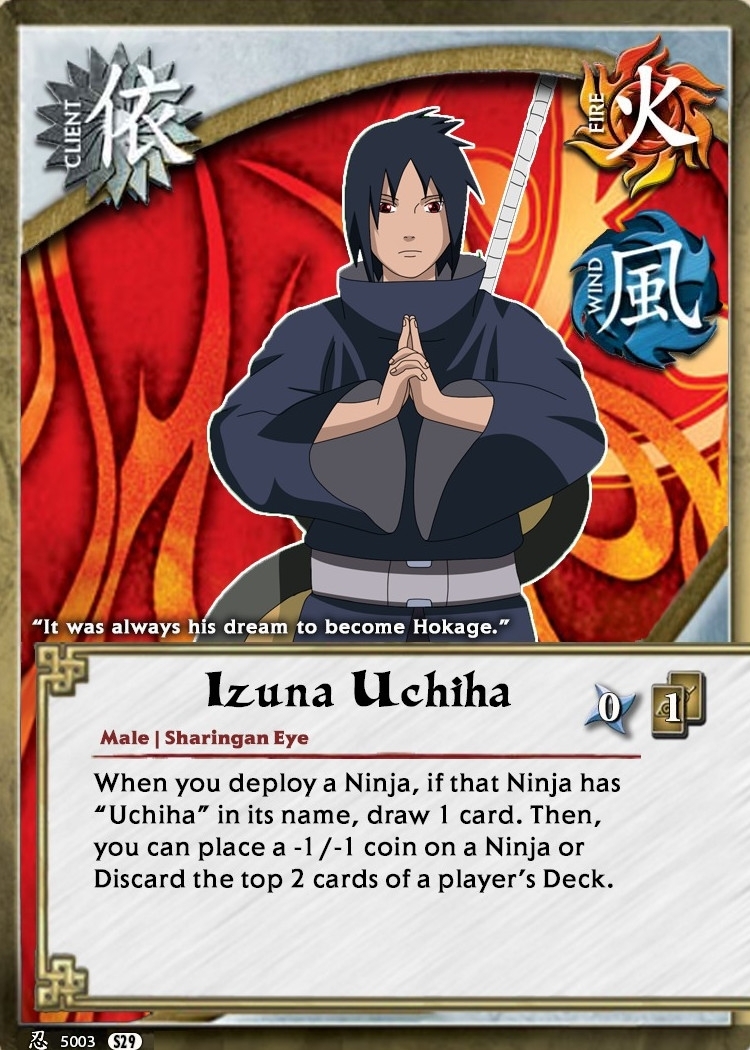 依
CLIENT
火
FIRE
風
WIND
“It was always his dream to become Hokage.”
Izuna Uchiha
0
1
Male | Sharingan Eye
When you deploy a Ninja, if that Ninja has
“Uchiha” in its name, draw 1 card. Then,
you can place a -1/-1 coin on a Ninja or
Discard the top 2 cards of a player’s Deck.
忍 5003 S29